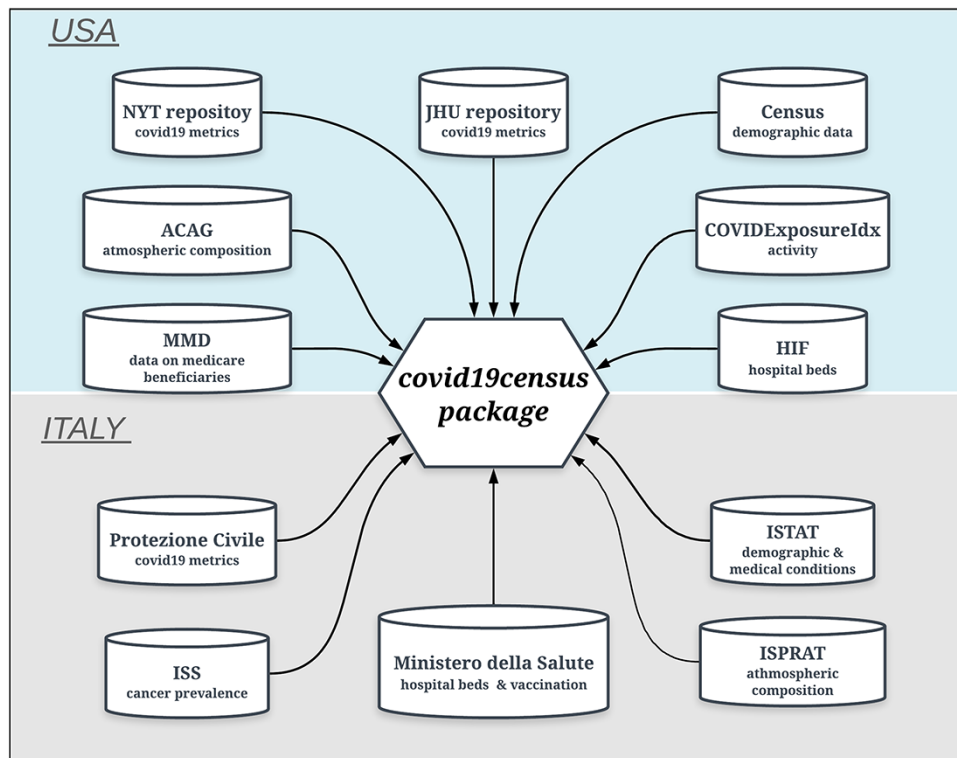 USA
NYT repositoy
covid19 metrics
JHU repository
covid19 metrics
Census
demographic data
ACAG
atmospheric composition
COVIDExposureIdx
activity
MMD
data on medicare
beneficiaries
HIF
hospital beds
covid19census
package
ITALY
Protezione Civile
covid19 metrics
ISTAT
demographic &
medical conditions
ISS
cancer prevalence
Ministero della Salute
hospital beds & vaccination
ISPRAT
athmospheric
composition